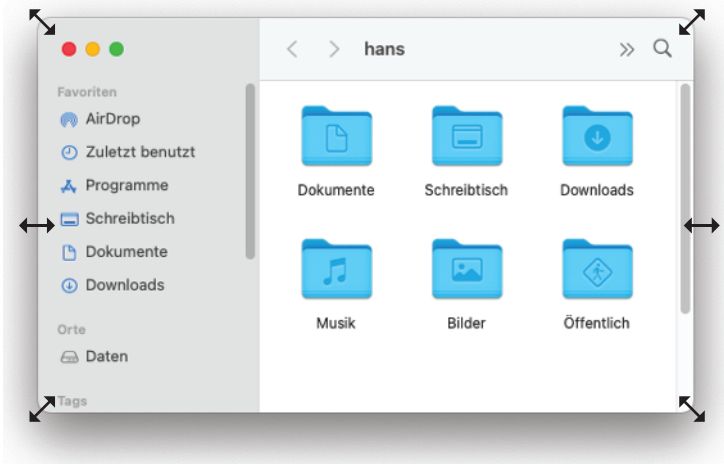 hans
Favoriten
AirDrop
Zuletzt benutzt
Programme
Schreibtisch
Dokumente
Downloads
Orte
Daten
Tags
Dokumente
Schreibtisch
Downloads
Musik
Bilder
Öffentlich